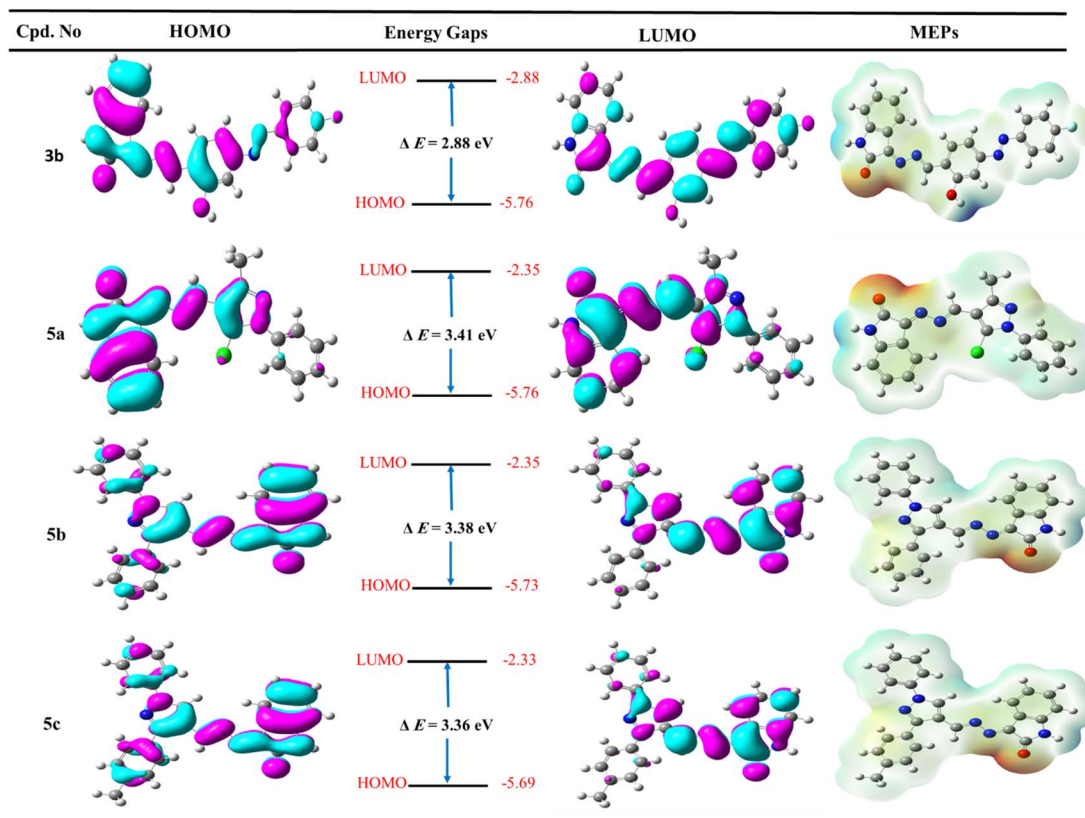 Cpd. No HOMO Energy Gaps LUMO MEPs
LUMO -2.88
3b Δ E = 2.88 eV
HOMO -5.76
LUMO -2.35
5a Δ E = 3.41 eV
HOMO -5.76
LUMO -2.35
5b Δ E = 3.38 eV
HOMO -5.73
LUMO -2.33
5c Δ E = 3.36 eV
HOMO -5.69